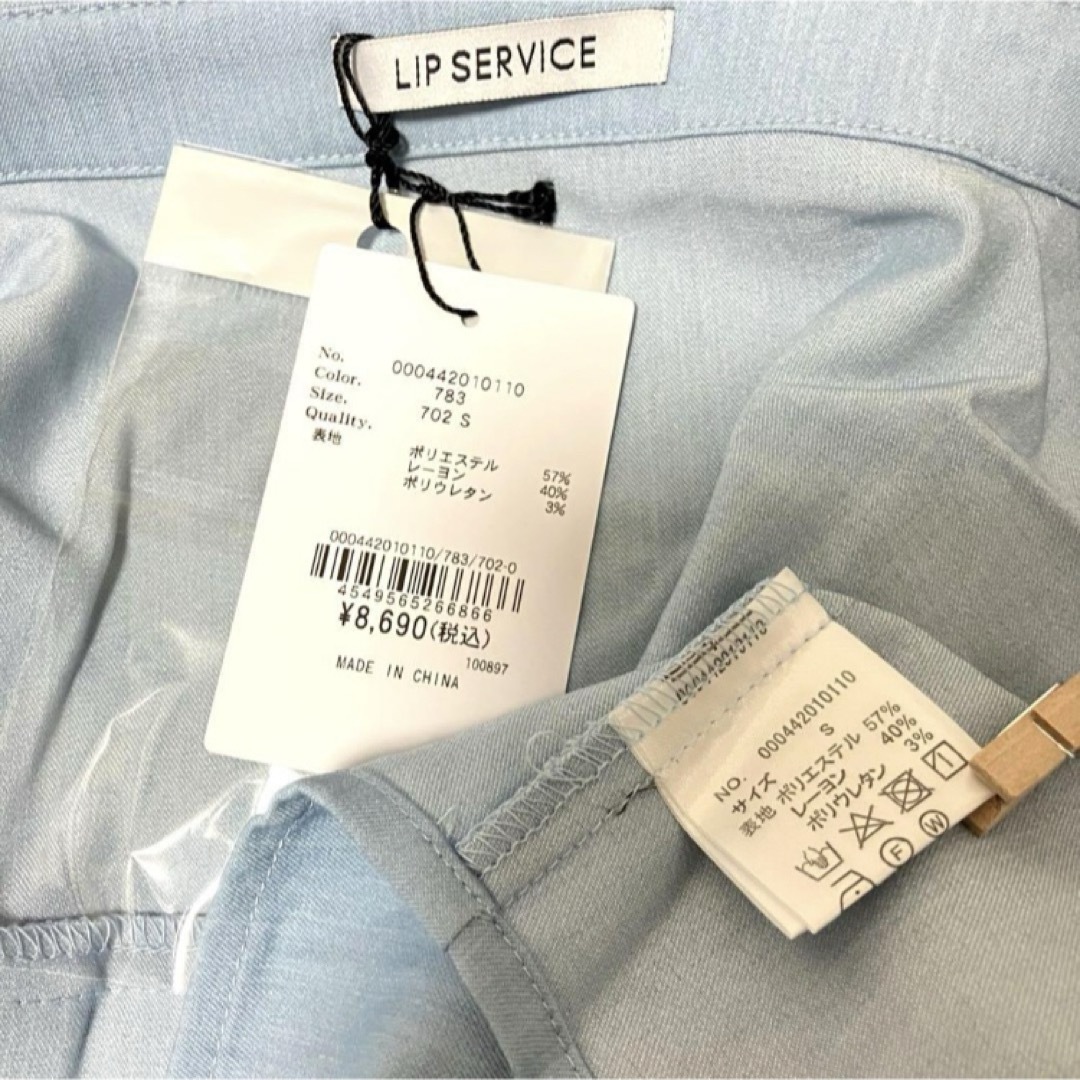 LIP SERVICE
No. 000442010110
Color. 783
Size. 702 S
Quality.
表地
ポリエステル 57%
レーヨン 40%
ポリウレタン 3%
000442010110/783/702-0
4549565266866
¥8,690(税込)
100897
MADE IN CHINA
000442010110
NO. 000442010110
サイズ S
表地 ポリエステル 57%
レーヨン 40%
ポリウレタン 3%
1
F W